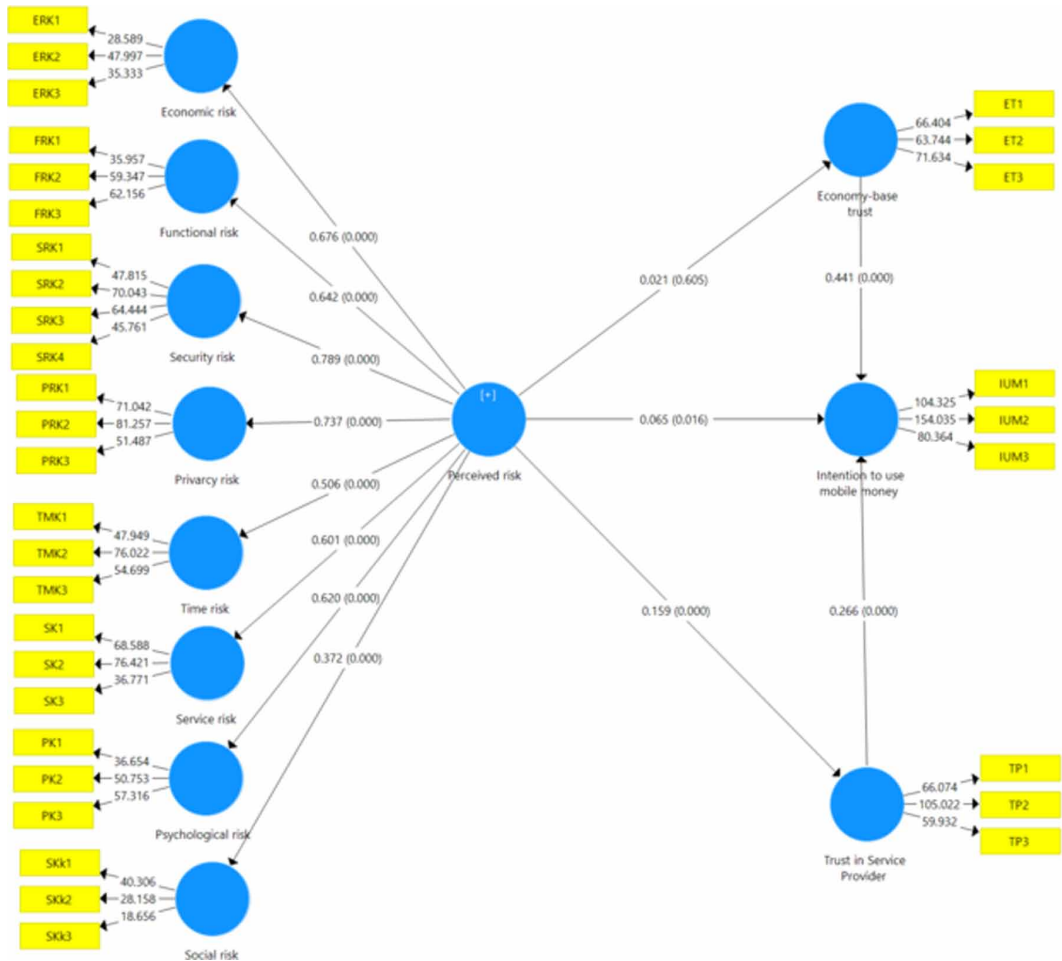 ERK1
28.589
ERK2
47.997
35.333
ERK3
Economic risk
FRK1
35.957
FRK2
59.347
62.156
FRK3
Functional risk
SRK1
47.815
SRK2
70.043
SRK3
64.444
45.761
SRK4
Security risk
PRK1
71.042
PRK2
81.257
51.487
PRK3
Privarcy risk
TMK1
47.949
TMK2
76.022
54.699
TMK3
Time risk
SK1
68.588
SK2
76.421
36.771
SK3
Service risk
PK1
36.654
PK2
50.753
57.316
PK3
Psychological risk
SKk1
40.306
SKk2
28.158
18.656
SKk3
Social risk
0.676 (0.000)
0.642 (0.000)
0.789 (0.000)
0.737 (0.000)
0.506 (0.000)
0.601 (0.000)
0.620 (0.000)
0.372 (0.000)
[+]
Perceived risk
0.021 (0.605)
0.065 (0.016)
0.159 (0.000)
ET1
66.404
63.744
ET2
71.634
ET3
Economy-base
trust
0.441 (0.000)
IUM1
104.325
154.035
IUM2
80.364
IUM3
Intention to use
mobile money
0.266 (0.000)
TP1
66.074
105.022
TP2
59.932
TP3
Trust in Service
Provider